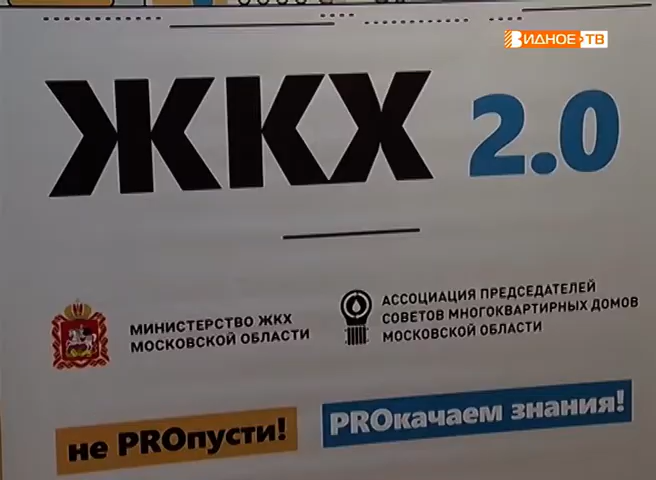 ВИДНОЕ-ТВ
ЖКХ 2.0
МИНИСТЕРСТВО ЖКХ
МОСКОВСКОЙ ОБЛАСТИ
АССОЦИАЦИЯ ПРЕДСЕДАТЕЛЕЙ
СОВЕТОВ МНОГОКВАРТИРНЫХ ДОМОВ
МОСКОВСКОЙ ОБЛАСТИ
не PROпусти!
PROкачаем знания!